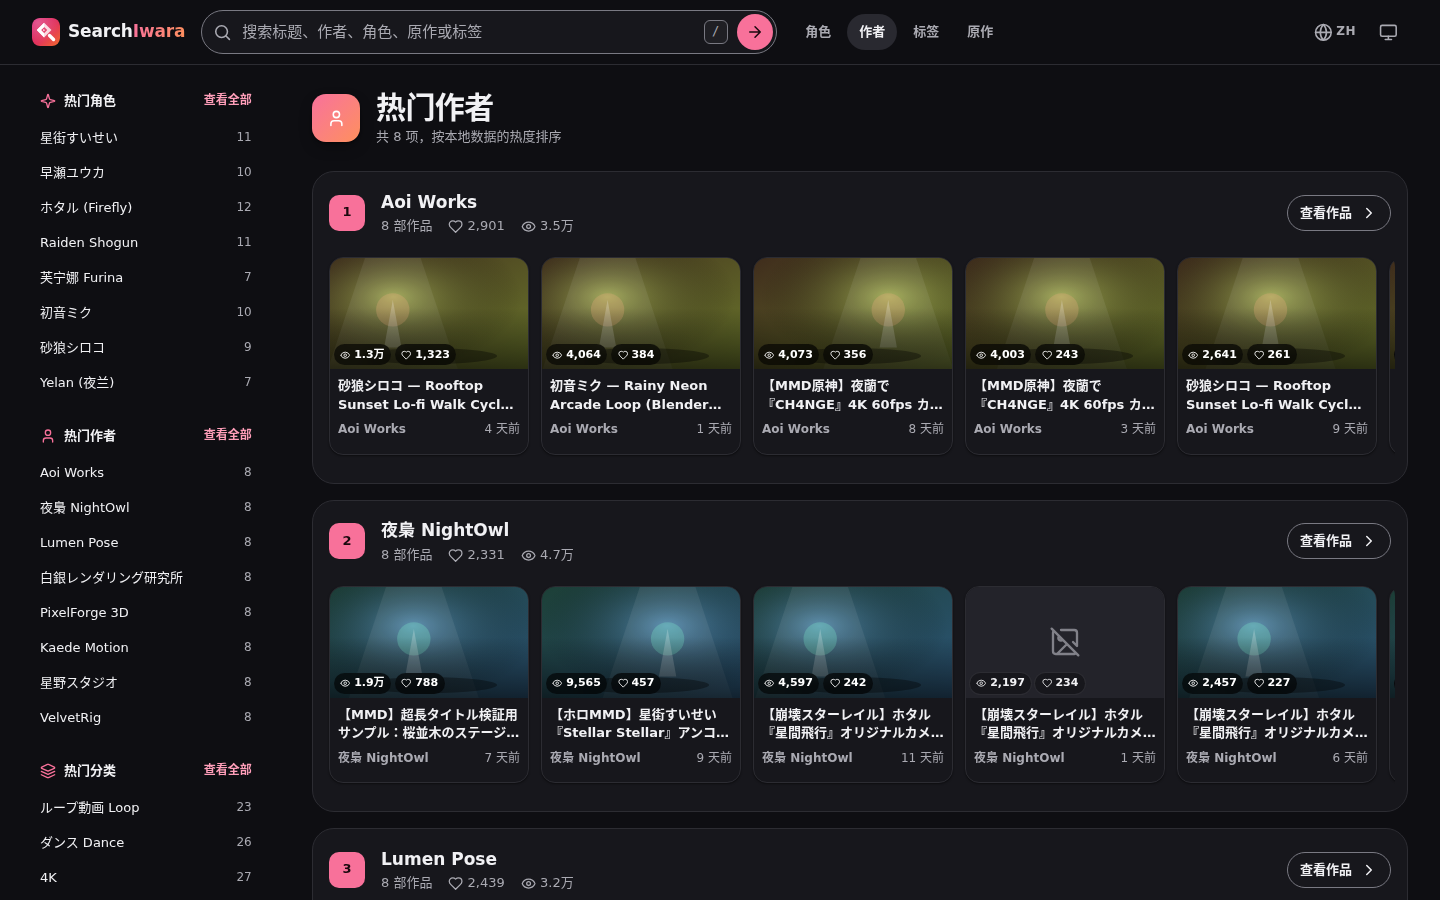 SearchIwara
搜索标题、作者、角色、原作或标签
/
角色
作者
标签
原作
ZH
热门角色
查看全部
星街すいせい 11
早瀬ユウカ 10
ホタル (Firefly) 12
Raiden Shogun 11
芙宁娜 Furina 7
初音ミク 10
砂狼シロコ 9
Yelan (夜兰) 7
热门作者
查看全部
Aoi Works 8
夜梟 NightOwl 8
Lumen Pose 8
白銀レンダリング研究所 8
PixelForge 3D 8
Kaede Motion 8
星野スタジオ 8
VelvetRig 8
热门分类
查看全部
ループ動画 Loop 23
ダンス Dance 26
4K 27
热门作者
共 8 项，按本地数据的热度排序
1
Aoi Works
8 部作品 2,901 3.5万
查看作品
1.3万 1,323
砂狼シロコ — Rooftop
Sunset Lo-fi Walk Cycl...
Aoi Works 4 天前
4,064 384
初音ミク — Rainy Neon
Arcade Loop (Blender...
Aoi Works 1 天前
4,073 356
【MMD原神】夜蘭で
『CH4NGE』4K 60fps カ...
Aoi Works 8 天前
4,003 243
【MMD原神】夜蘭で
『CH4NGE』4K 60fps カ...
Aoi Works 3 天前
2,641 261
砂狼シロコ — Rooftop
Sunset Lo-fi Walk Cycl...
Aoi Works 9 天前
2
夜梟 NightOwl
8 部作品 2,331 4.7万
查看作品
1.9万 788
【MMD】超長タイトル検証用
サンプル：桜並木のステージ...
夜梟 NightOwl 7 天前
9,565 457
【ホロMMD】星街すいせい
『Stellar Stellar』アンコ...
夜梟 NightOwl 9 天前
4,597 242
【崩壊スターレイル】ホタル
『星間飛行』オリジナルカメ...
夜梟 NightOwl 11 天前
2,197 234
【崩壊スターレイル】ホタル
『星間飛行』オリジナルカメ...
夜梟 NightOwl 1 天前
2,457 227
【崩壊スターレイル】ホタル
『星間飛行』オリジナルカメ...
夜梟 NightOwl 6 天前
3
Lumen Pose
8 部作品 2,439 3.2万
查看作品